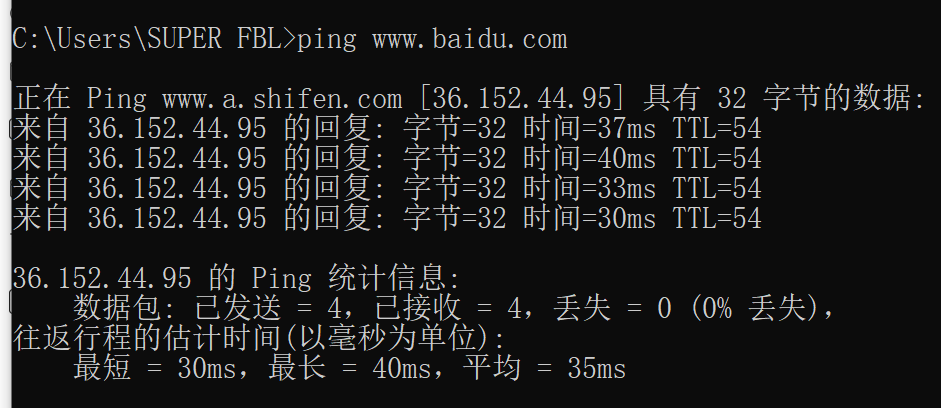 C:\Users\SUPER FBL>ping www.baidu.com
正在 Ping www.a.shifen.com [36.152.44.95] 具有 32 字节的数据:
来自 36.152.44.95 的回复: 字节=32 时间=37ms TTL=54
来自 36.152.44.95 的回复: 字节=32 时间=40ms TTL=54
来自 36.152.44.95 的回复: 字节=32 时间=33ms TTL=54
来自 36.152.44.95 的回复: 字节=32 时间=30ms TTL=54
36.152.44.95 的 Ping 统计信息:
数据包: 已发送 = 4，已接收 = 4，丢失 = 0 (0% 丢失)，
往返行程的估计时间(以毫秒为单位):
最短 = 30ms，最长 = 40ms，平均 = 35ms